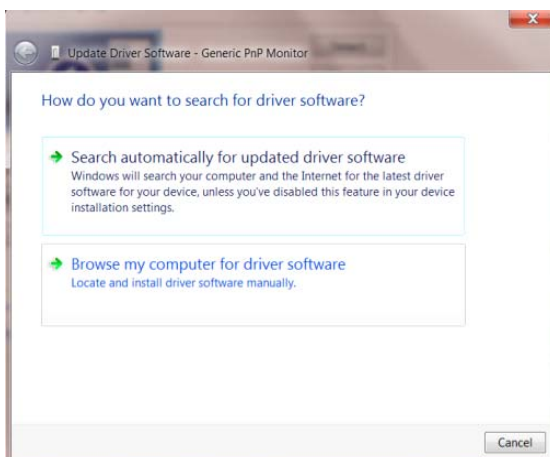 Update Driver Software - Generic PnP Monitor
How do you want to search for driver software?
Search automatically for updated driver software
Windows will search your computer and the Internet for the latest driver
software for your device, unless you've disabled this feature in your device
installation settings.
Browse my computer for driver software
Locate and install driver software manually.
Cancel